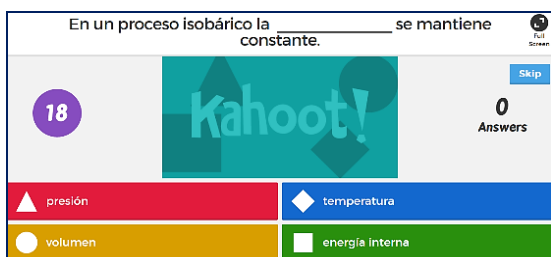 En un proceso isobárico la ____________ se mantiene
constante.
Full
Screen
Skip
18
Kahoot!
0
Answers
presión
temperatura
volumen
energía interna